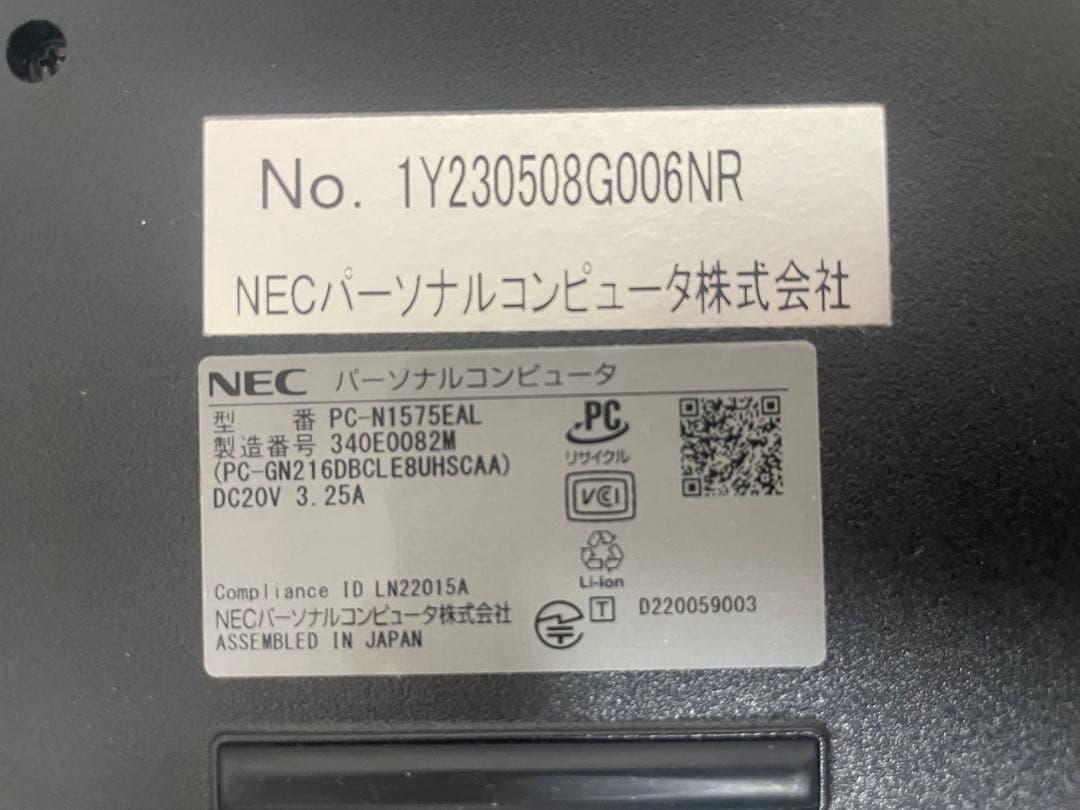 No. 1Y230508G006NR
NECパーソナルコンピュータ株式会社
NEC パーソナルコンピュータ
型 番 PC-N1575EAL
製造番号 340E0082M
(PC-GN216DBCLE8UHSCAA)
DC20V 3.25A
PC
リサイクル
VCCI
Li-ion
Compliance ID LN22015A
NECパーソナルコンピュータ株式会社
ASSEMBLED IN JAPAN
T D220059003